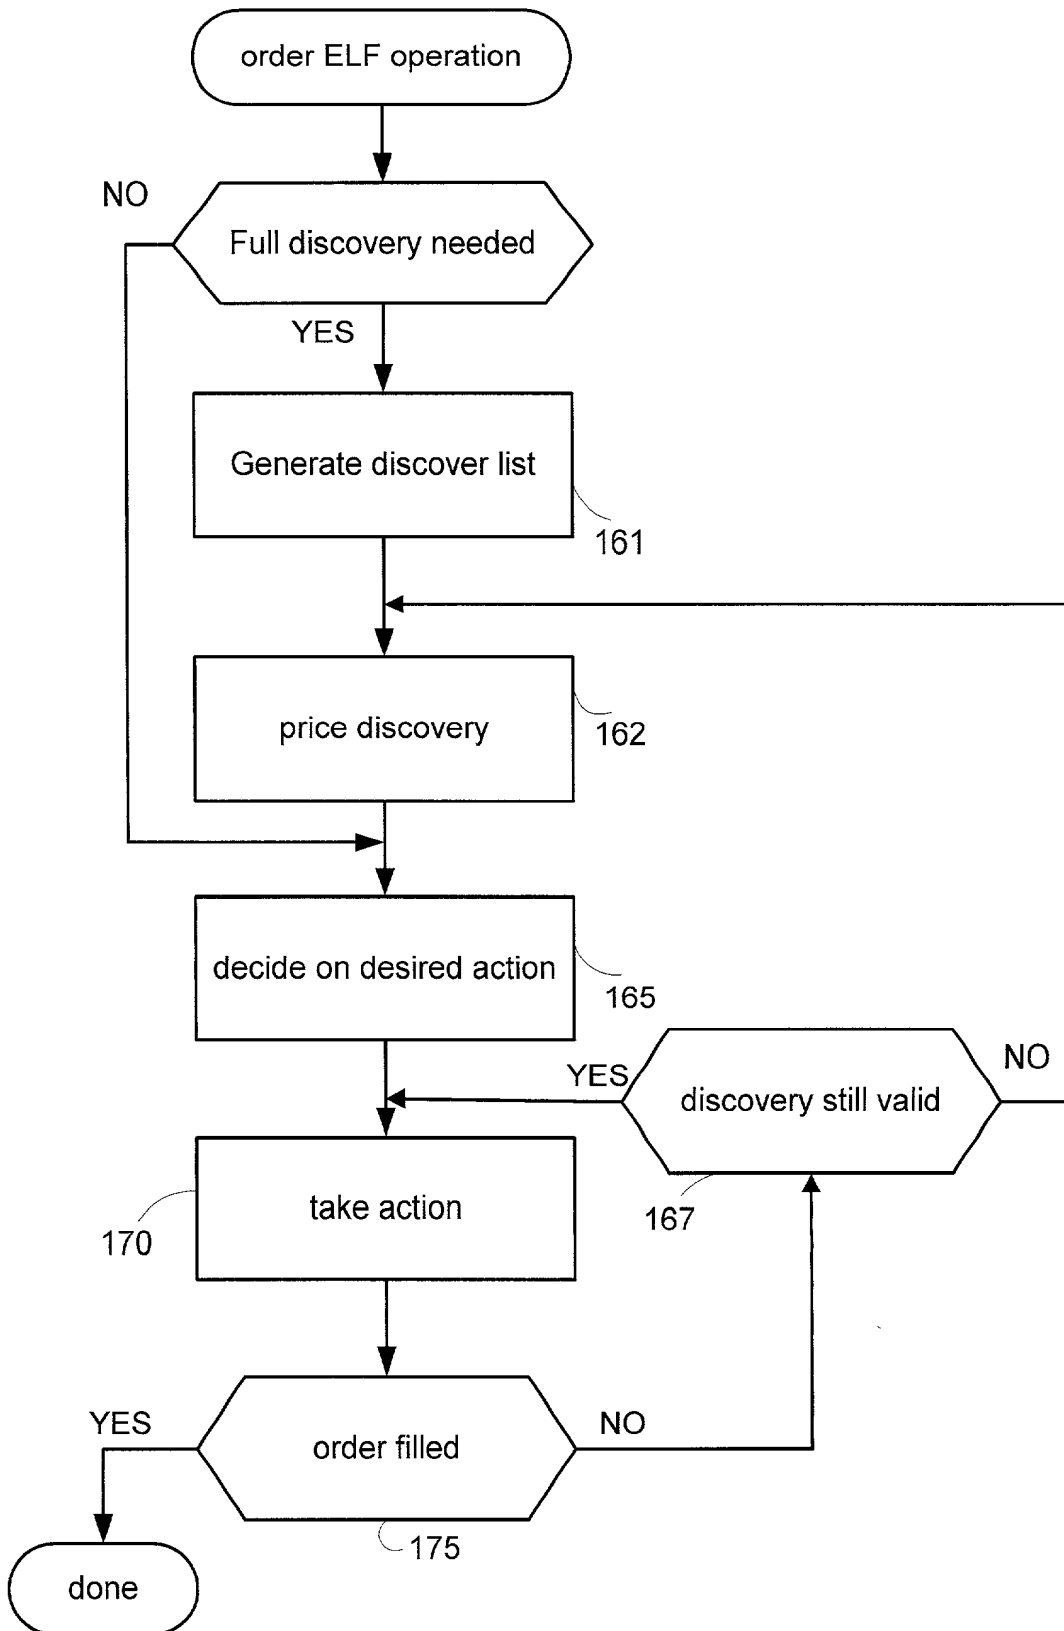 order ELF operation
NO
Full discovery needed
YES
Generate discover list
161
price discovery
162
decide on desired action
165
YES
discovery still valid
NO
167
take action
170
YES
order filled
NO
175
done